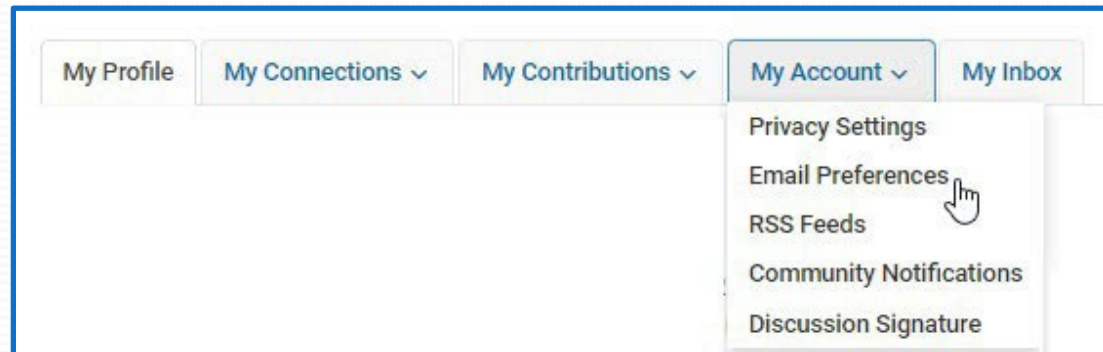 My Profile My Connections My Contributions My Account My Inbox
Privacy Settings
Email Preferences
RSS Feeds
Community Notifications
Discussion Signature